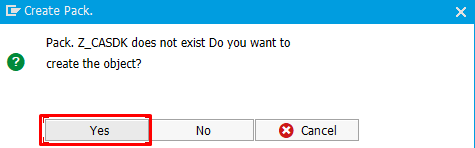 Create Pack.
Pack. Z_CASDK does not exist Do you want to
create the object?
Yes No Cancel